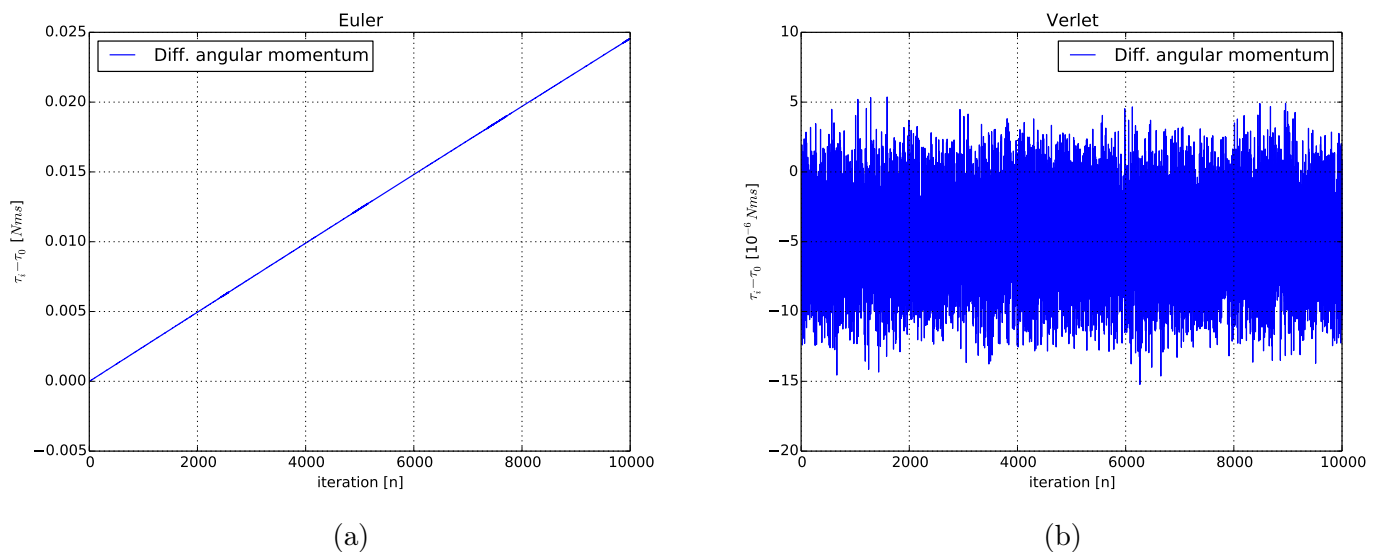 Euler
0.025
0.020
0.015
0.010
0.005
0.000
−0.005
τᵢ−τ₀ [Nms]
Diff. angular momentum
0 2000 4000 6000 8000 10000
iteration [n]
(a)
Verlet
10
5
0
−5
−10
−15
−20
τᵢ−τ₀ [10⁻⁶ Nms]
Diff. angular momentum
0 2000 4000 6000 8000 10000
iteration [n]
(b)